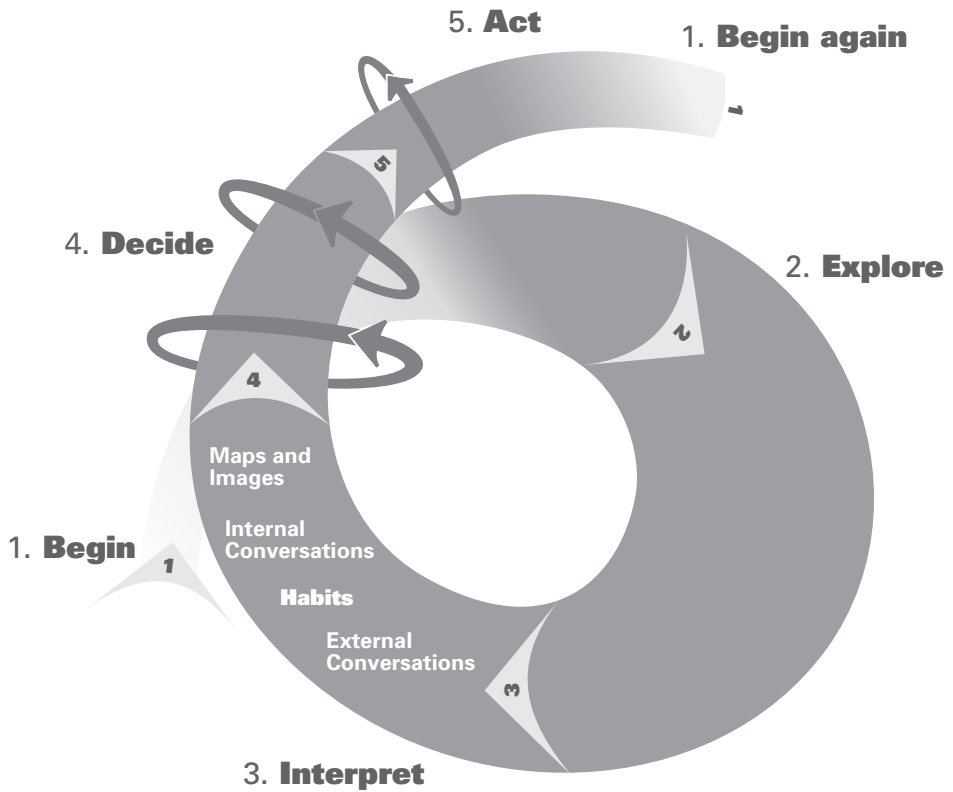 5. Act
1. Begin again
1
5
4. Decide
2. Explore
2
4
Maps and
Images
Internal
Conversations
1. Begin
1
Habits
External
Conversations
3
3. Interpret